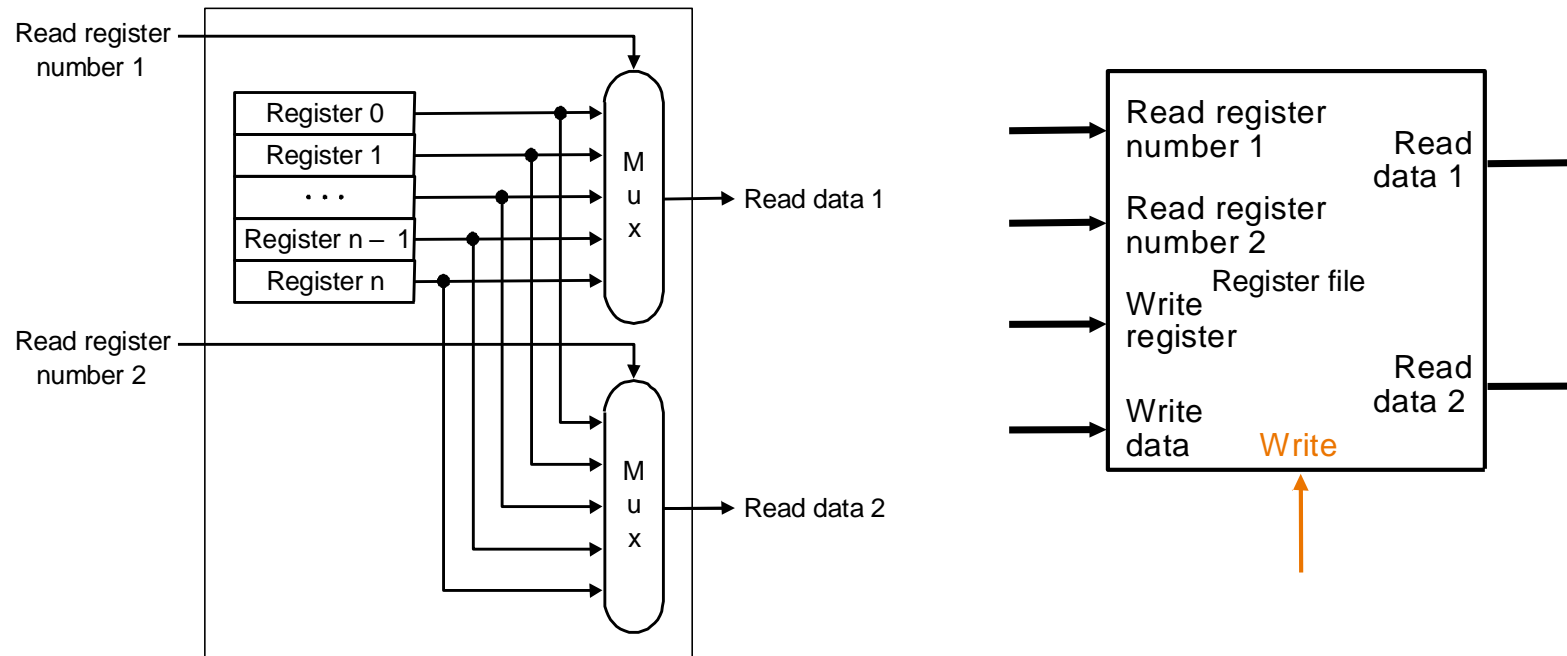 Read register
number 1
Register 0
Register 1
. . .
Register n – 1
Register n
M
u
x
Read data 1
Read register
number 2
M
u
x
Read data 2
Read register
number 1
Read
data 1
Read register
number 2
Register file
Write
register
Read
data 2
Write
data
Write